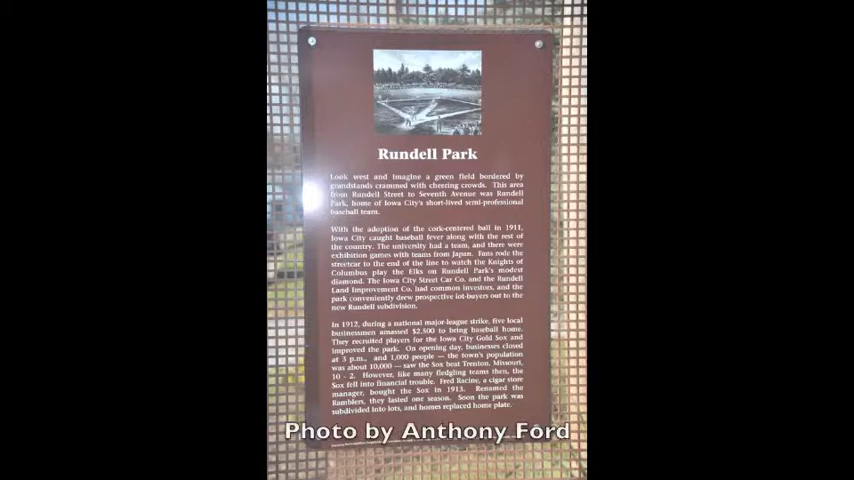 Rundell Park
Look west and imagine a green field bordered by
grandstands crammed with cheering crowds. This area
from Rundell Street to Seventh Avenue was Rundell
Park, home of Iowa City's short-lived semi-professional
baseball team.
With the adoption of the cork-centered ball in 1911,
Iowa City caught baseball fever along with the rest of
the country. The university had a team, and there were
exhibition games with teams from Japan. Fans rode the
streetcar to the end of the line to watch the Knights of
Columbus play the Elks on Rundell Park's modest
diamond. The Iowa City Street Car Co. and the Rundell
Land Improvement Co. had common investors, and the
park conveniently drew prospective lot-buyers out to the
new Rundell subdivision.
In 1912, during a national major-league strike, five local
businessmen amassed $2,500 to bring baseball home.
They recruited players for the Iowa City Gold Sox and
improved the park. On opening day, businesses closed
at 3 p.m., and 1,000 people — the town's population
was about 10,000 — saw the Sox beat Trenton, Missouri,
10 - 2. However, like many fledgling teams then, the
Sox fell into financial trouble. Fred Racine, a cigar store
manager, bought the Sox in 1913. Renamed the
Ramblers, they lasted one season. Soon the park was
subdivided into lots, and homes replaced home plate.
Photo by Anthony Ford